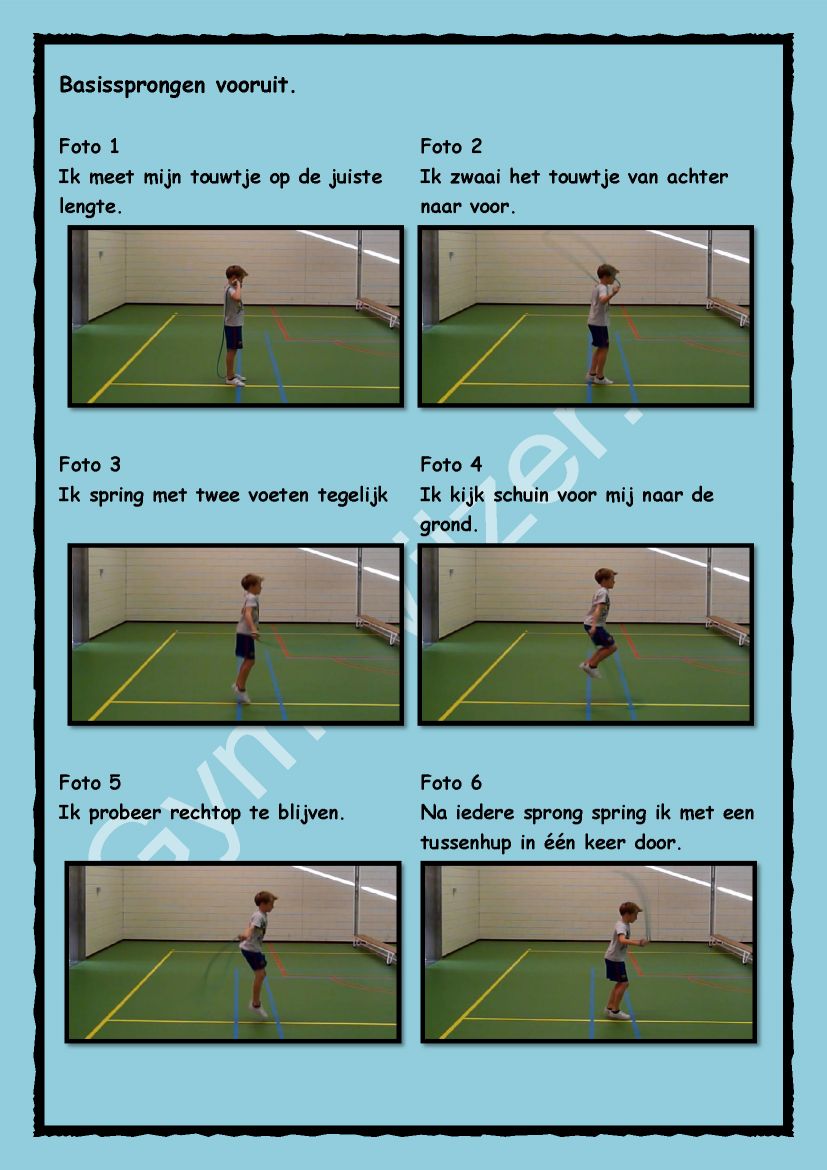 Basissprongen vooruit.
Foto 1
Ik meet mijn touwtje op de juiste
lengte.
Foto 2
Ik zwaai het touwtje van achter
naar voor.
Foto 3
Ik spring met twee voeten tegelijk
Foto 4
Ik kijk schuin voor mij naar de
grond.
Foto 5
Ik probeer rechtop te blijven.
Foto 6
Na iedere sprong spring ik met een
tussenhup in één keer door.